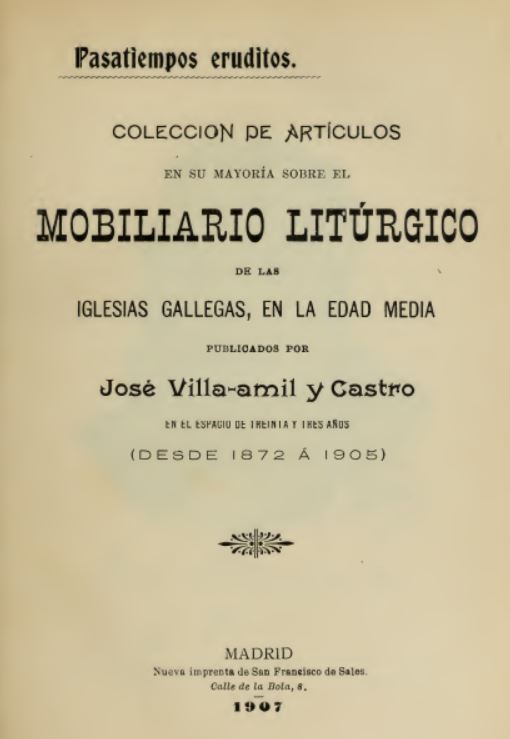 Pasatiempos eruditos.
COLECCION DE ARTÍCULOS
EN SU MAYORÍA SOBRE EL
MOBILIARIO LITÚRGICO
DE LAS
IGLESIAS GALLEGAS, EN LA EDAD MEDIA
PUBLICADOS POR
José Villa-amil y Castro
EN EL ESPACIO DE TREINTA Y TRES AÑOS
(DESDE 1872 Á 1905)
MADRID
Nueva imprenta de San Francisco de Sales.
Calle de la Bola, 8.
1907